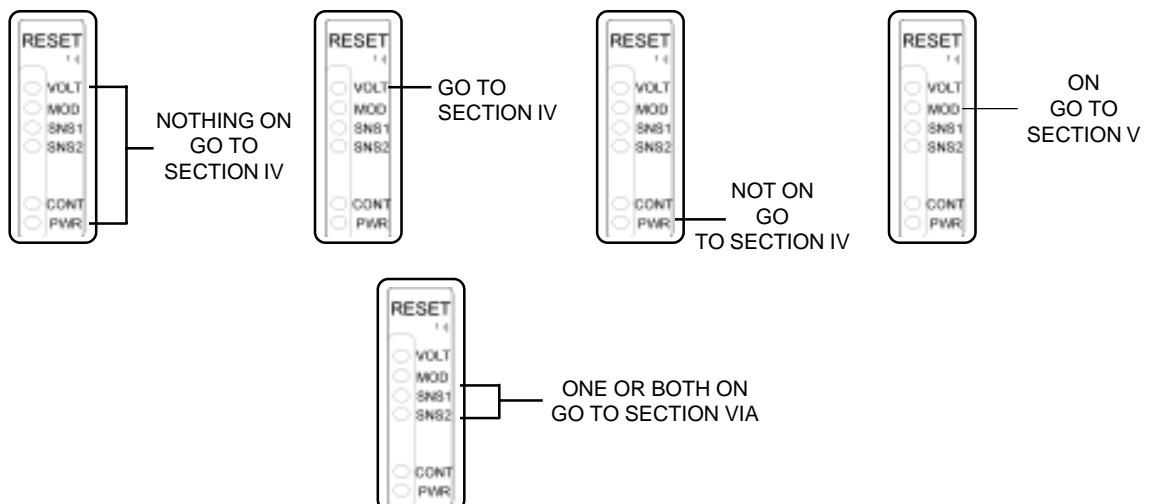 RESET
VOLT
MOD
SNS1
SNS2
CONT
PWR
NOTHING ON
GO TO
SECTION IV
RESET
VOLT
MOD
SNS1
SNS2
CONT
PWR
GO TO
SECTION IV
RESET
VOLT
MOD
SNS1
SNS2
CONT
PWR
NOT ON
GO
TO SECTION IV
RESET
VOLT
MOD
SNS1
SNS2
CONT
PWR
ON
GO TO
SECTION V
RESET
VOLT
MOD
SNS1
SNS2
CONT
PWR
ONE OR BOTH ON
GO TO SECTION VIA